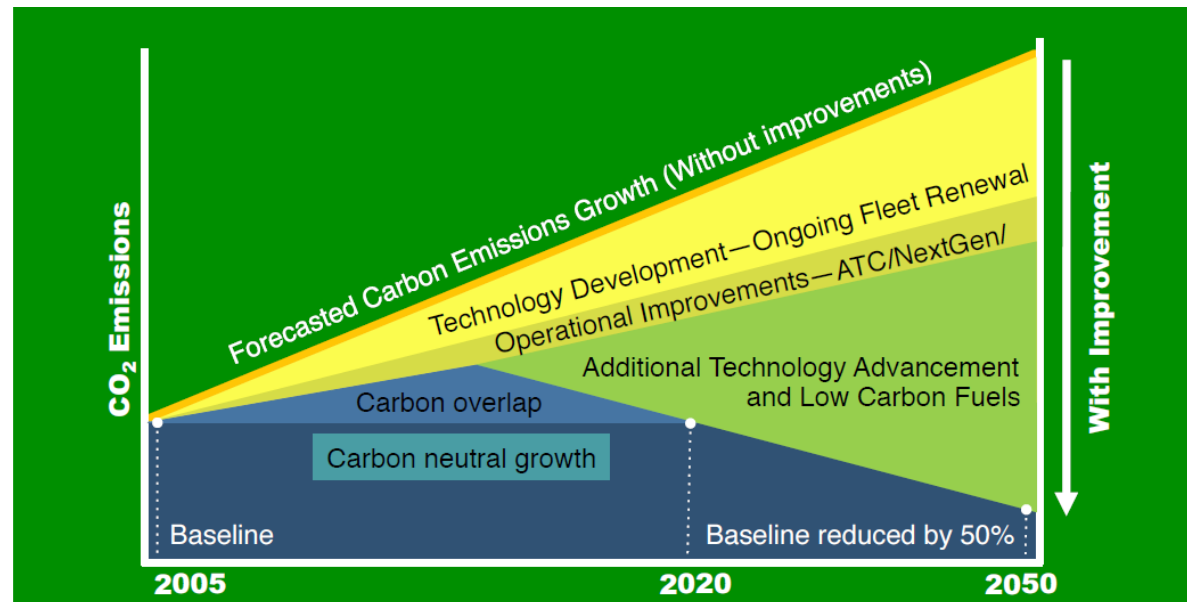 CO₂ Emissions
Forecasted Carbon Emissions Growth (Without improvements)
Technology Development—Ongoing Fleet Renewal
Operational Improvements—ATC/NextGen/
Additional Technology Advancement
and Low Carbon Fuels
Carbon overlap
Carbon neutral growth
Baseline
Baseline reduced by 50%
With Improvement
2005
2020
2050